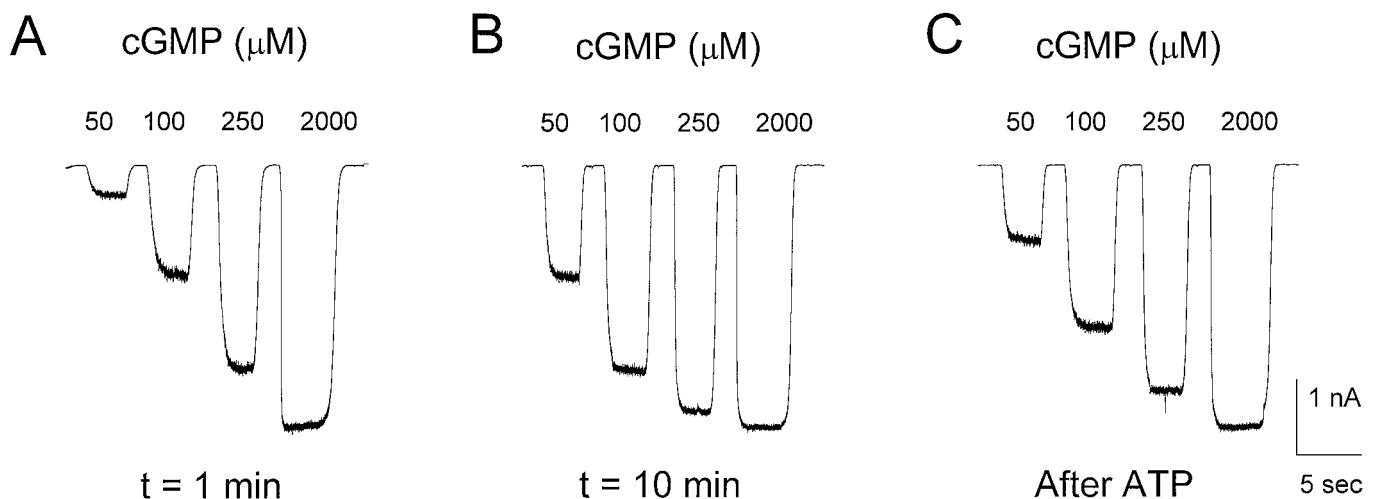 A
cGMP (μM)
50 100 250 2000
t = 1 min
B
cGMP (μM)
50 100 250 2000
t = 10 min
C
cGMP (μM)
50 100 250 2000
After ATP
1 nA
5 sec